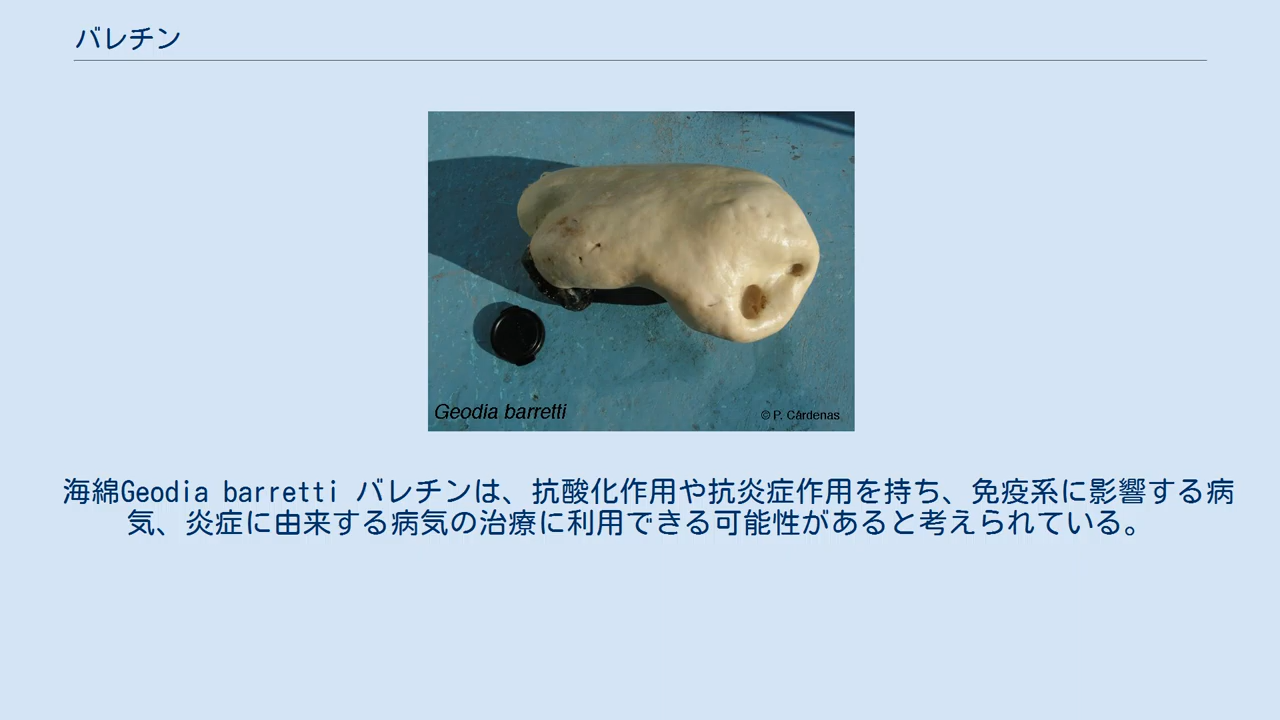 バレチン
Geodia barretti
© P. Cárdenas
海綿Geodia barretti バレチンは、抗酸化作用や抗炎症作用を持ち、免疫系に影響する病
気、炎症に由来する病気の治療に利用できる可能性があると考えられている。